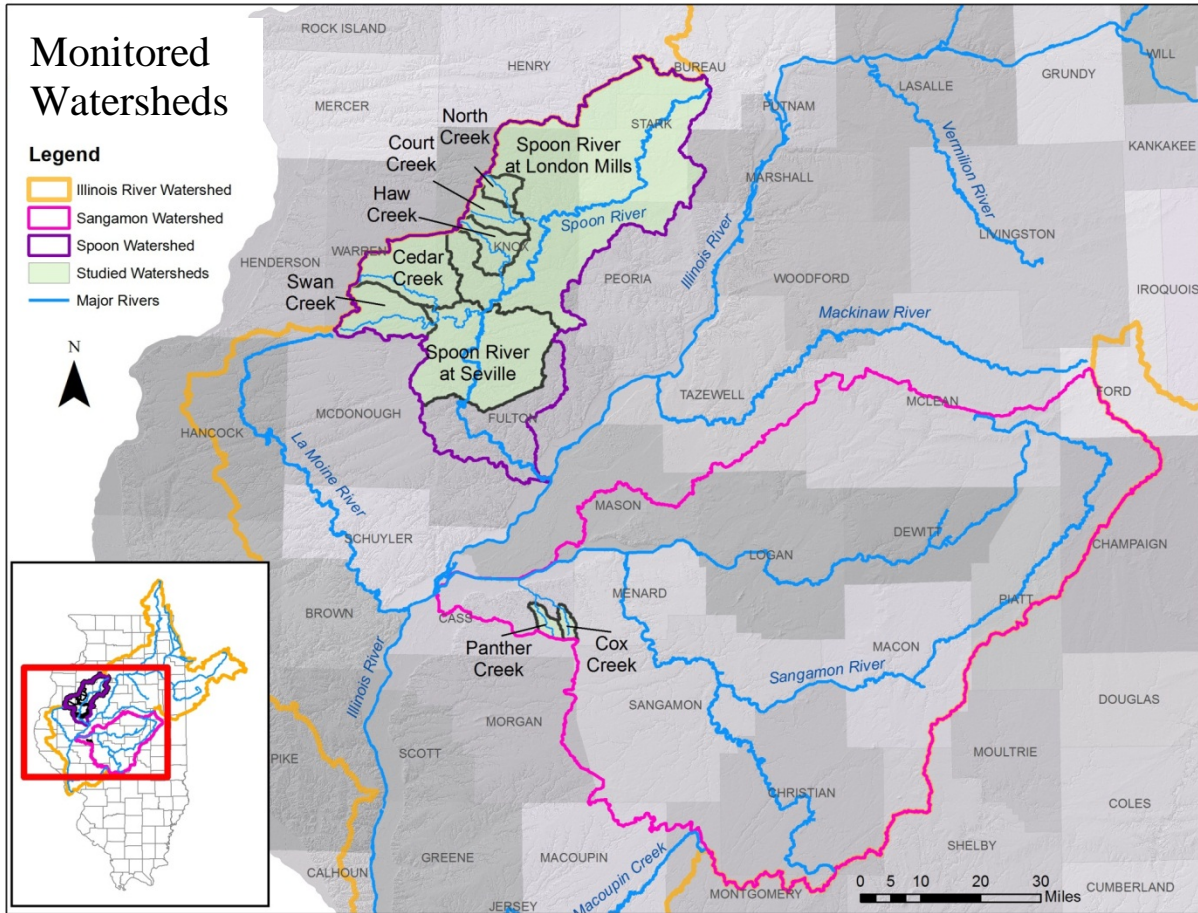 Monitored
Watersheds
Legend
Illinois River Watershed
Sangamon Watershed
Spoon Watershed
Studied Watersheds
Major Rivers
N
ROCK ISLAND
HENRY
BUREAU
MERCER
PUTNAM
LASALLE
GRUNDY
WILL
KANKAKEE
STARK
North
Creek
Court
Creek
Haw
Creek
Spoon River
at London Mills
Spoon River
MARSHALL
Vermilion River
LIVINGSTON
KNOX
WARREN
HENDERSON
Cedar
Creek
Swan
Creek
PEORIA
Illinois River
WOODFORD
IROQUOIS
Mackinaw River
Spoon River
at Seville
TAZEWELL
MCLEAN
FORD
MCDONOUGH
FULTON
HANCOCK
La Moine River
MASON
SCHUYLER
LOGAN
DEWITT
CHAMPAIGN
BROWN
CASS
MENARD
PIATT
Panther
Creek
Cox
Creek
MACON
Sangamon River
Illinois River
SANGAMON
DOUGLAS
MORGAN
PIKE
SCOTT
MOULTRIE
CHRISTIAN
COLES
SHELBY
GREENE
MACOUPIN
CALHOUN
Macoupin Creek
MONTGOMERY
JERSEY
CUMBERLAND
0 5 10 20 30
Miles